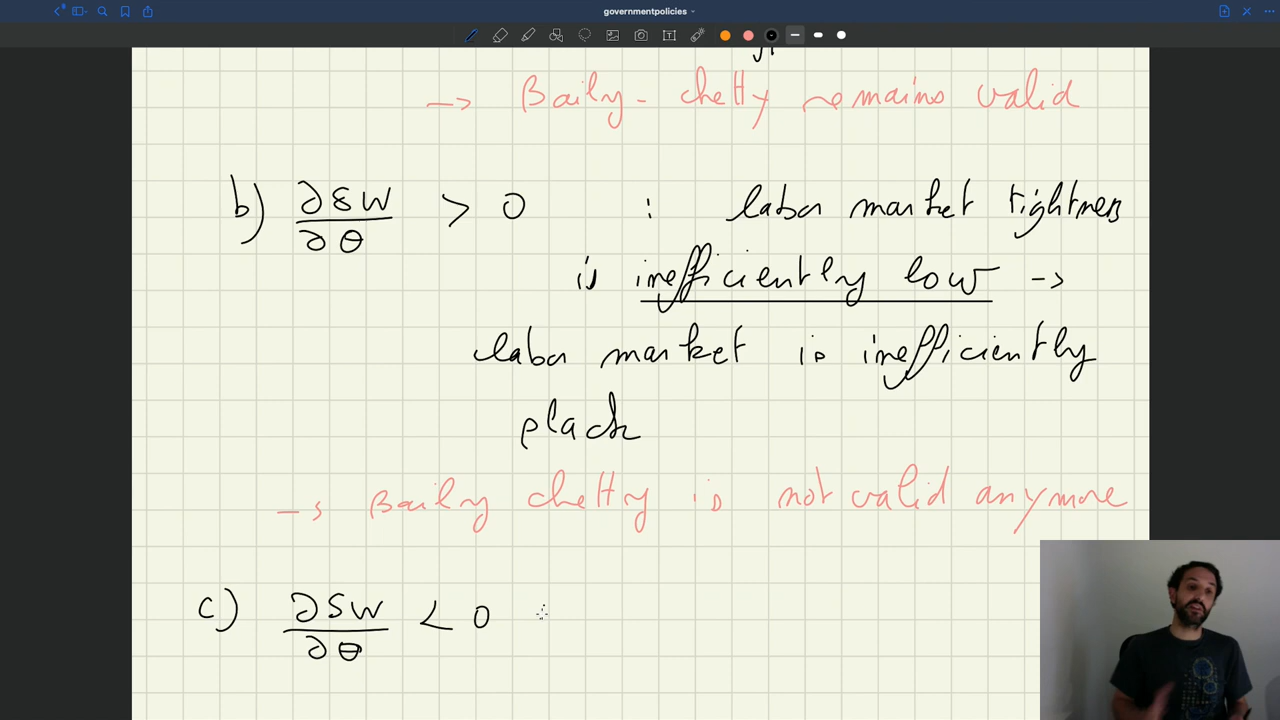 governmentpolicies
-> Baily-chetty remains valid
b) ∂SW/∂θ > 0 : labor market tightness
is inefficiently low ->
labor market is inefficiently
slack
-> Baily chetty is not valid anymore
c) ∂SW/∂θ < 0